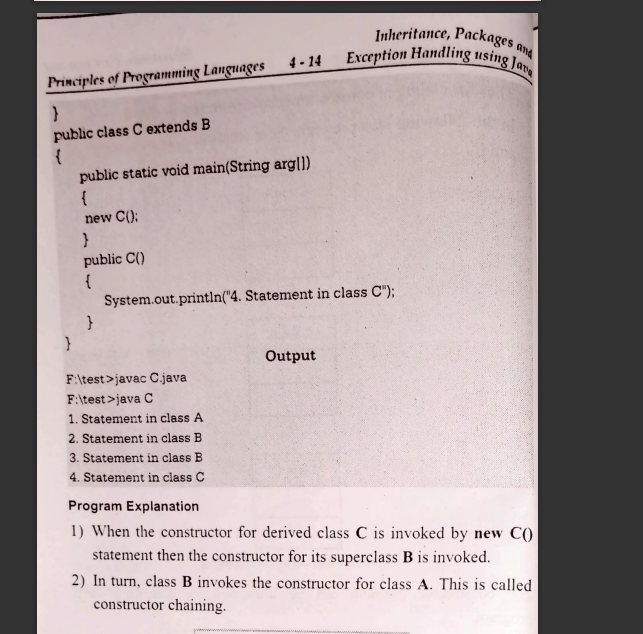 Inheritance, Packages and
Principles of Programming Languages 4 - 14 Exception Handling using Java
}
public class C extends B
{
public static void main(String arg[])
{
new C();
}
public C()
{
System.out.println("4. Statement in class C");
}
}
Output
F:\test>javac C.java
F:\test>java C
1. Statement in class A
2. Statement in class B
3. Statement in class B
4. Statement in class C
Program Explanation
1) When the constructor for derived class C is invoked by new C()
statement then the constructor for its superclass B is invoked.
2) In turn, class B invokes the constructor for class A. This is called
constructor chaining.